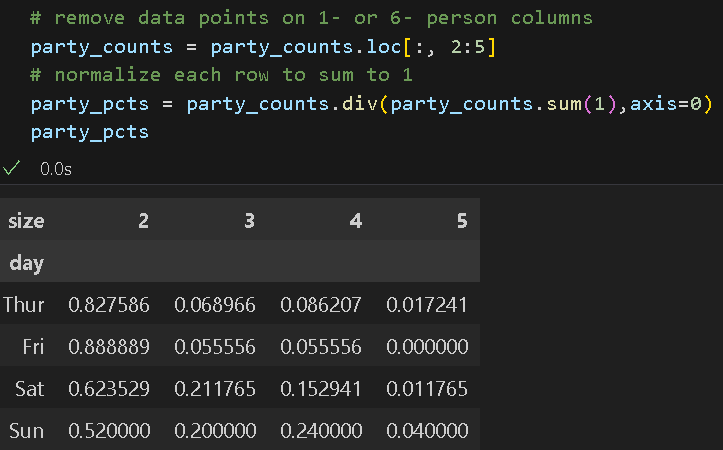 # remove data points on 1- or 6- person columns
party_counts = party_counts.loc[:, 2:5]
# normalize each row to sum to 1
party_pcts = party_counts.div(party_counts.sum(1),axis=0)
party_pcts
0.0s
size 2 3 4 5
day
Thur 0.827586 0.068966 0.086207 0.017241
Fri 0.888889 0.055556 0.055556 0.000000
Sat 0.623529 0.211765 0.152941 0.011765
Sun 0.520000 0.200000 0.240000 0.040000